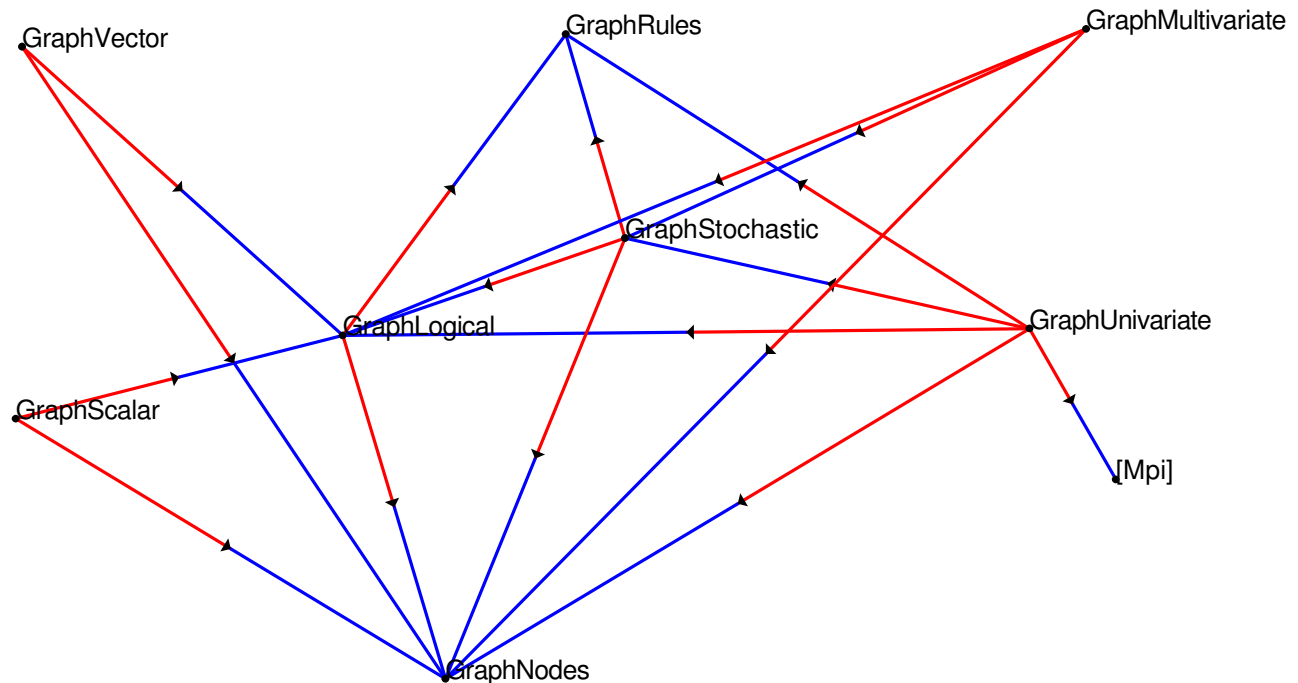 GraphVector
GraphRules
GraphMultivariate
GraphStochastic
GraphLogical
GraphUnivariate
GraphScalar
[Mpi]
GraphNodes